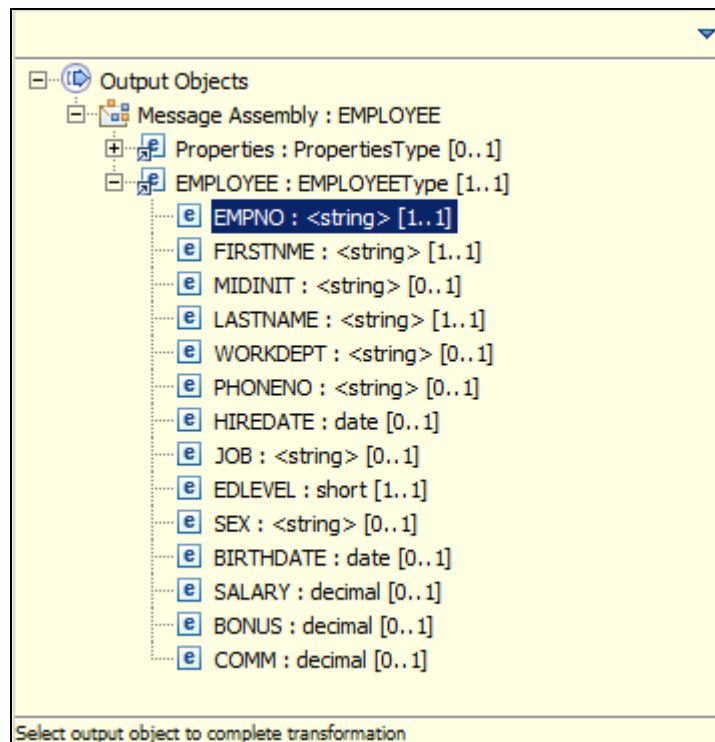 Output Objects
Message Assembly : EMPLOYEE
Properties : PropertiesType [0..1]
EMPLOYEE : EMPLOYEEType [1..1]
EMPNO : <string> [1..1]
FIRSTNME : <string> [1..1]
MIDINIT : <string> [0..1]
LASTNAME : <string> [1..1]
WORKDEPT : <string> [0..1]
PHONENO : <string> [0..1]
HIREDATE : date [0..1]
JOB : <string> [0..1]
EDLEVEL : short [1..1]
SEX : <string> [0..1]
BIRTHDATE : date [0..1]
SALARY : decimal [0..1]
BONUS : decimal [0..1]
COMM : decimal [0..1]
Select output object to complete transformation